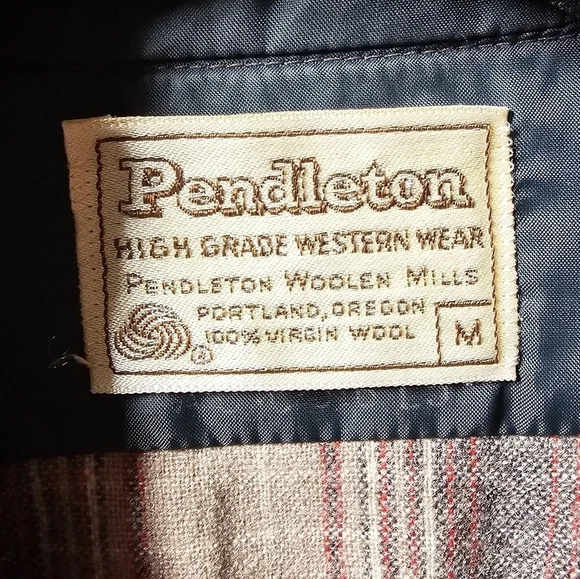 Pendleton
HIGH GRADE WESTERN WEAR
PENDLETON WOOLEN MILLS
PORTLAND, OREGON
100% VIRGIN WOOL
®
M